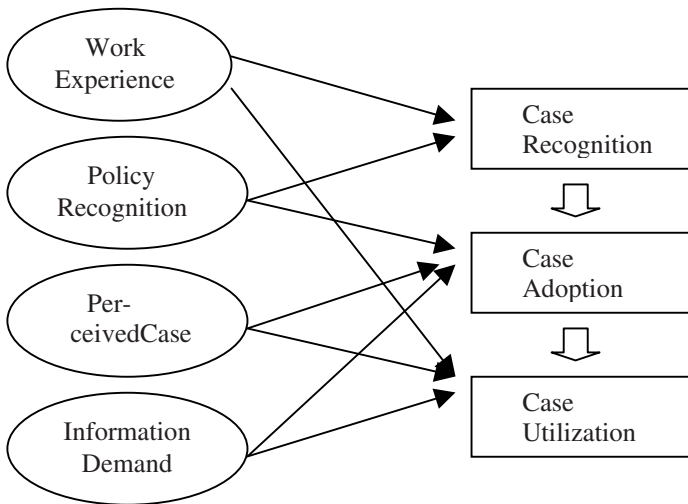 Work
Experience
Policy
Recognition
Per-
ceivedCase
Information
Demand
Case
Recognition
Case
Adoption
Case
Utilization